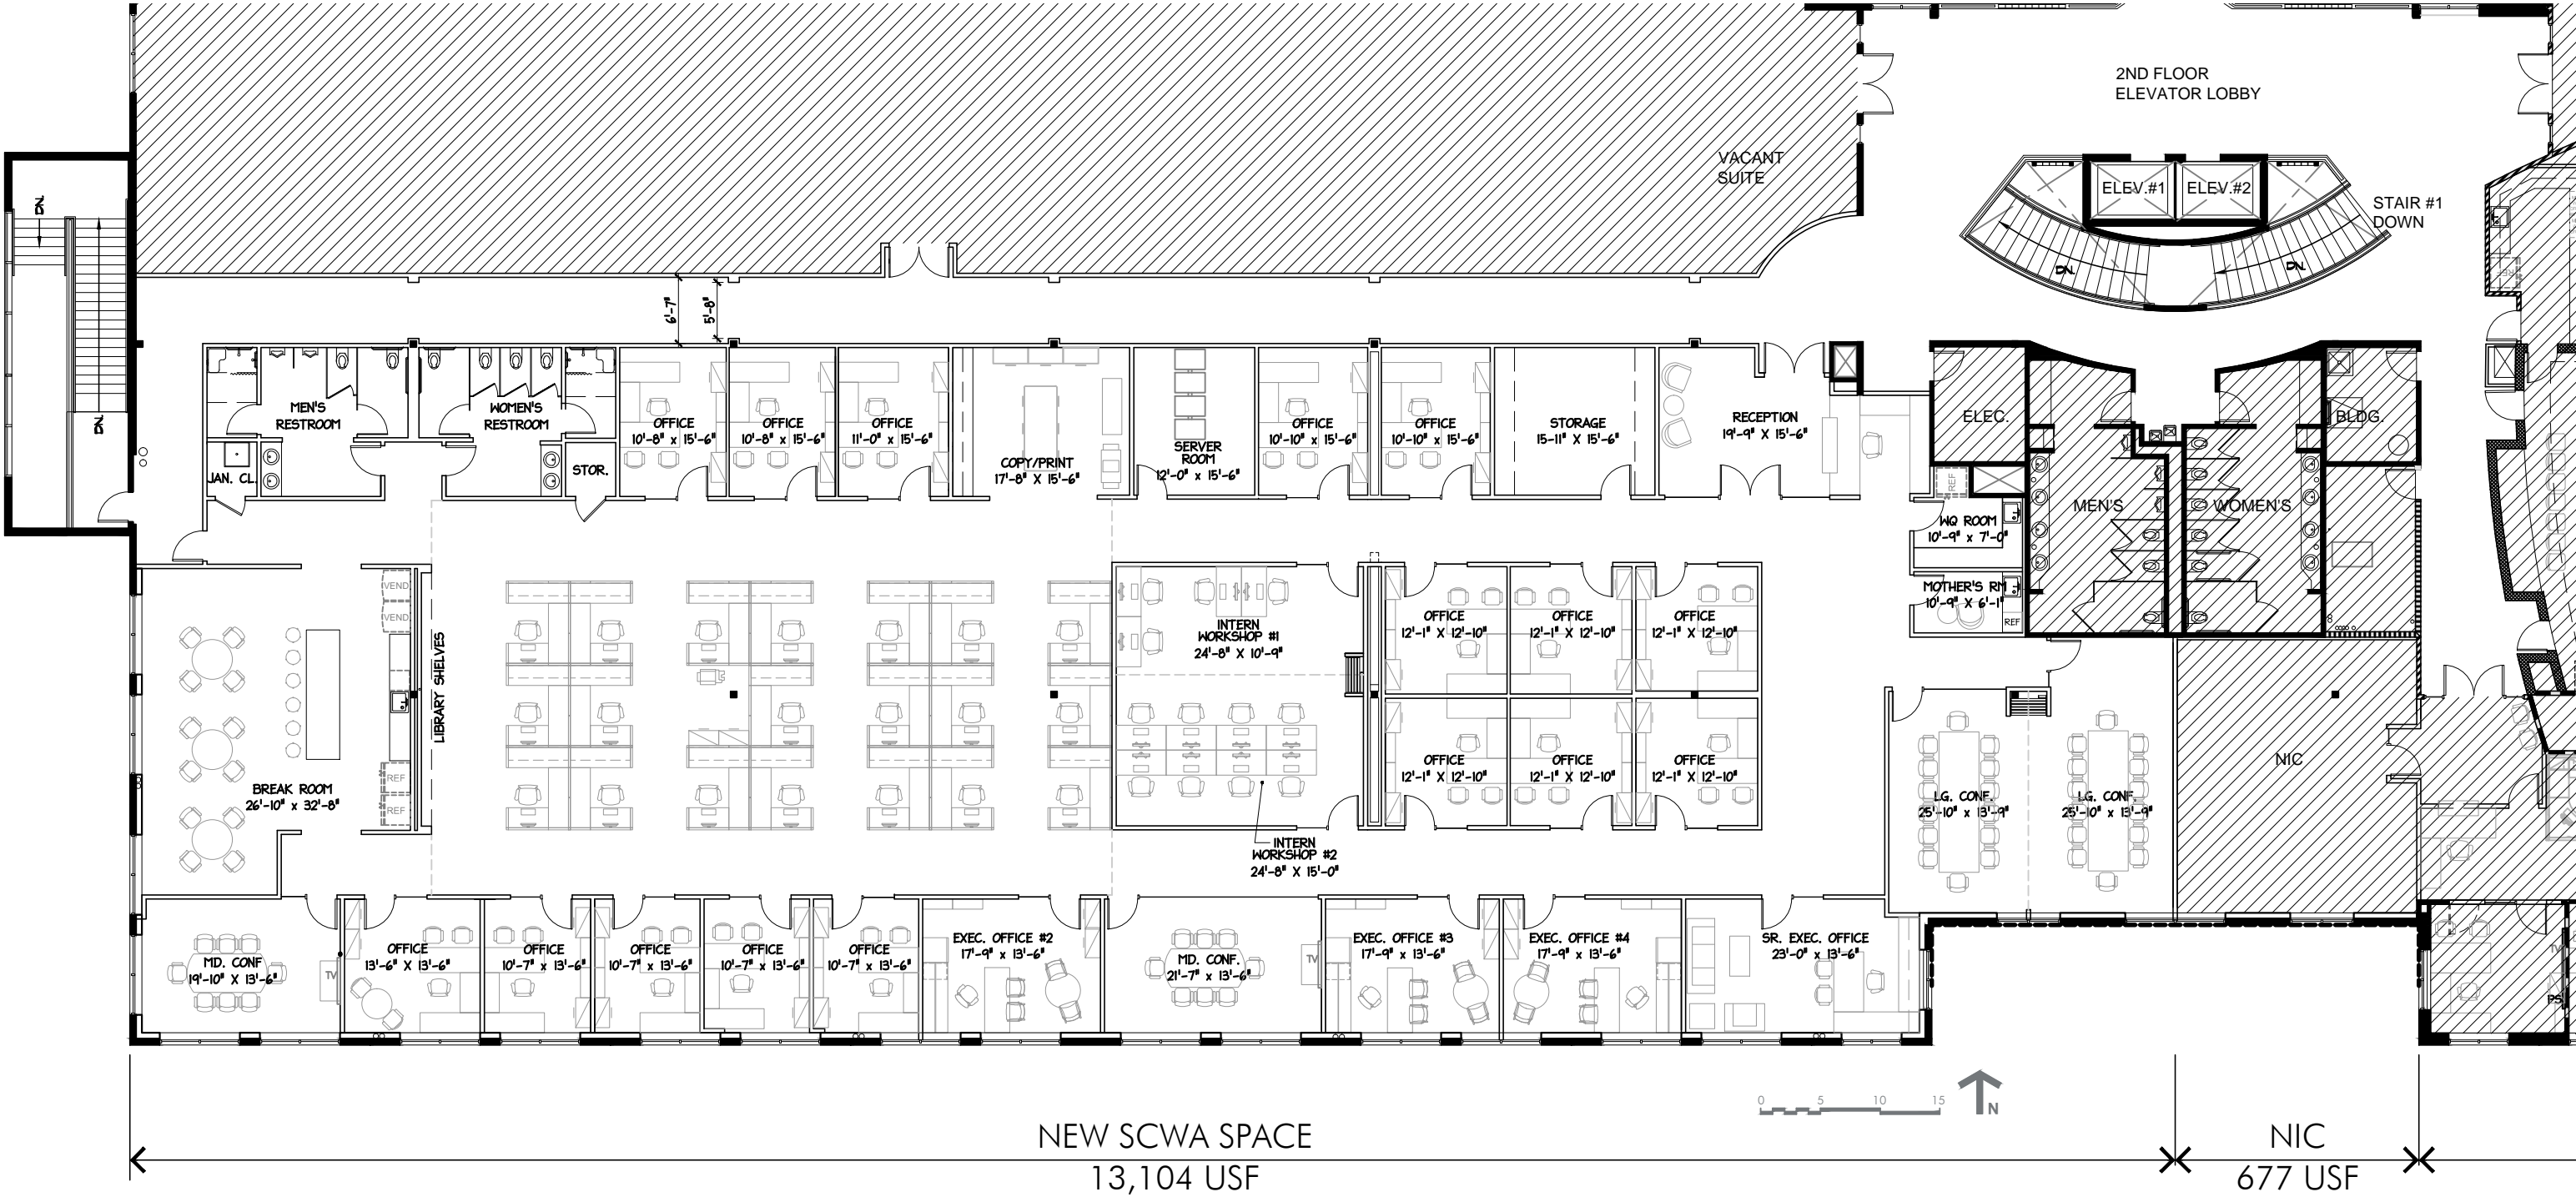 2ND FLOOR
ELEVATOR LOBBY
VACANT
SUITE
ELEV.#1
ELEV.#2
STAIR #1
DOWN
DN.
DN.
DN.
DN.
REF
6'-7"
5'-8"
MEN'S
RESTROOM
WOMEN'S
RESTROOM
JAN. CL.
STOR.
OFFICE
10'-8" x 15'-6"
OFFICE
10'-8" x 15'-6"
OFFICE
11'-0" x 15'-6"
COPY/PRINT
17'-8" X 15'-6"
SERVER
ROOM
12'-0" x 15'-6"
OFFICE
10'-10" x 15'-6"
OFFICE
10'-10" x 15'-6"
STORAGE
15-11" X 15'-6"
RECEPTION
19'-9" X 15'-6"
ELEC.
BLDG.
REF
WQ ROOM
10'-9" x 7'-0"
MEN'S
WOMEN'S
MOTHER'S RM
10'-9" X 6'-1"
REF
VEND
VEND
LIBRARY SHELVES
REF
REF
BREAK ROOM
26'-10" x 32'-8"
INTERN
WORKSHOP #1
24'-8" X 10'-9"
OFFICE
12'-1" X 12'-10"
OFFICE
12'-1" X 12'-10"
OFFICE
12'-1" X 12'-10"
OFFICE
12'-1" X 12'-10"
OFFICE
12'-1" X 12'-10"
OFFICE
12'-1" X 12'-10"
INTERN
WORKSHOP #2
24'-8" X 15'-0"
LG. CONF.
25'-10" x 13'-9"
LG. CONF.
25'-10" x 13'-9"
NIC
MD. CONF
19'-10" X 13'-6"
TV
OFFICE
13'-6" X 13'-6"
OFFICE
10'-7" x 13'-6"
OFFICE
10'-7" x 13'-6"
OFFICE
10'-7" x 13'-6"
OFFICE
10'-7" x 13'-6"
EXEC. OFFICE #2
17'-9" x 13'-6"
MD. CONF.
21'-7" x 13'-6"
TV
EXEC. OFFICE #3
17'-9" x 13'-6"
EXEC. OFFICE #4
17'-9" x 13'-6"
SR. EXEC. OFFICE
23'-0" x 13'-6"
TV
PS
0 5 10 15
N
NEW SCWA SPACE
13,104 USF
NIC
677 USF